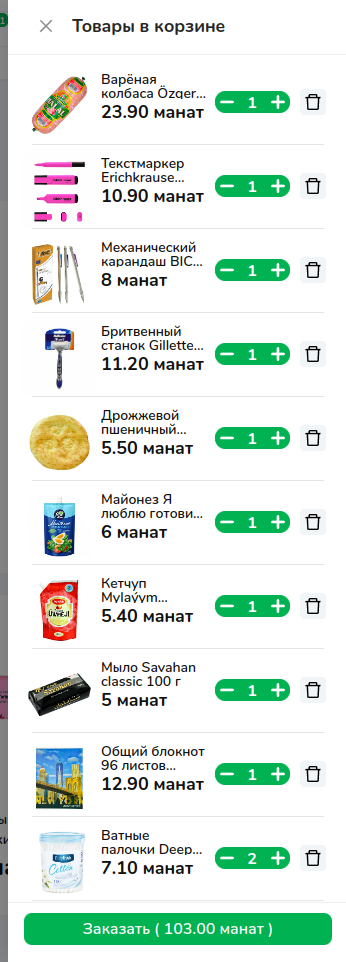 Товары в корзине
Варёная
колбаса Özger...
23.90 манат
1
Текстмаркер
Erichkrause...
10.90 манат
1
Механический
карандаш BIC...
8 манат
1
Бритвенный
станок Gillette...
11.20 манат
1
Дрожжевой
пшеничный...
5.50 манат
1
Майонез Я
люблю готови...
6 манат
1
Кетчуп
Mylaýym...
5.40 манат
1
Мыло Savahan
classic 100 г
5 манат
1
Общий блокнот
96 листов...
12.90 манат
1
Ватные
палочки Deep...
7.10 манат
2
Заказать ( 103.00 манат )